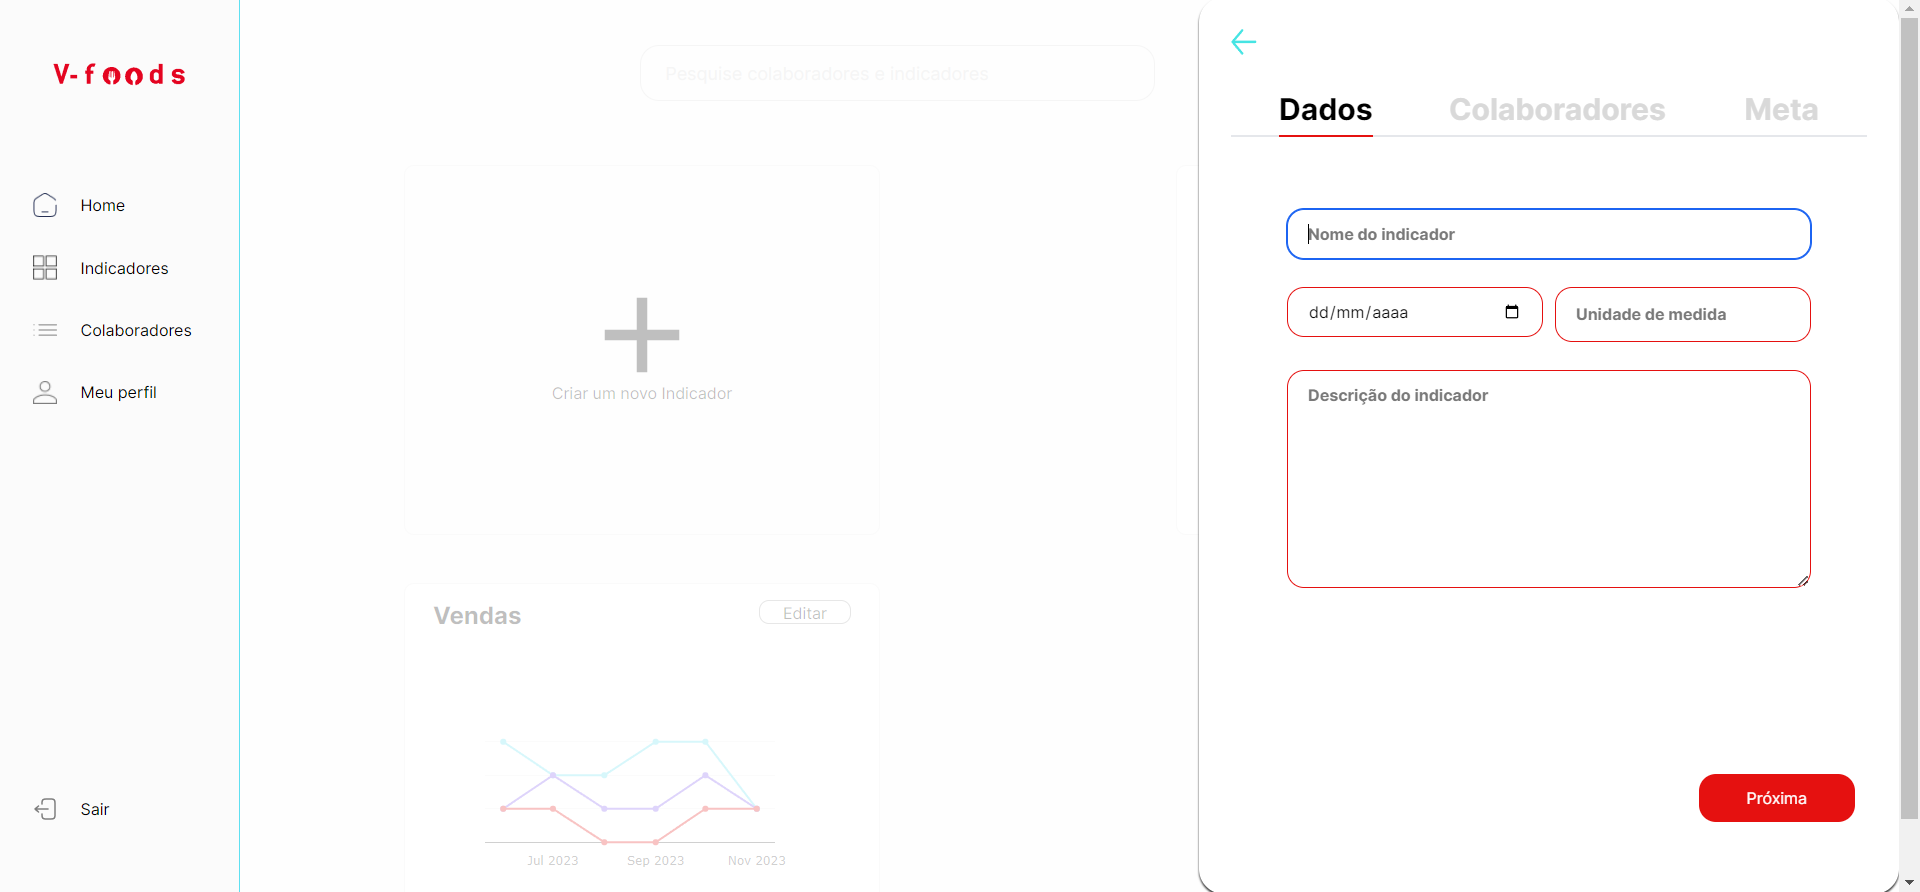 V-foods
Home
Indicadores
Colaboradores
Meu perfil
Sair
Pesquise colaboradores e indicadores
Criar um novo Indicador
Vendas
Editar
Jul 2023 Sep 2023 Nov 2023
Dados Colaboradores Meta
Nome do indicador
dd/mm/aaaa Unidade de medida
Descrição do indicador
Próxima